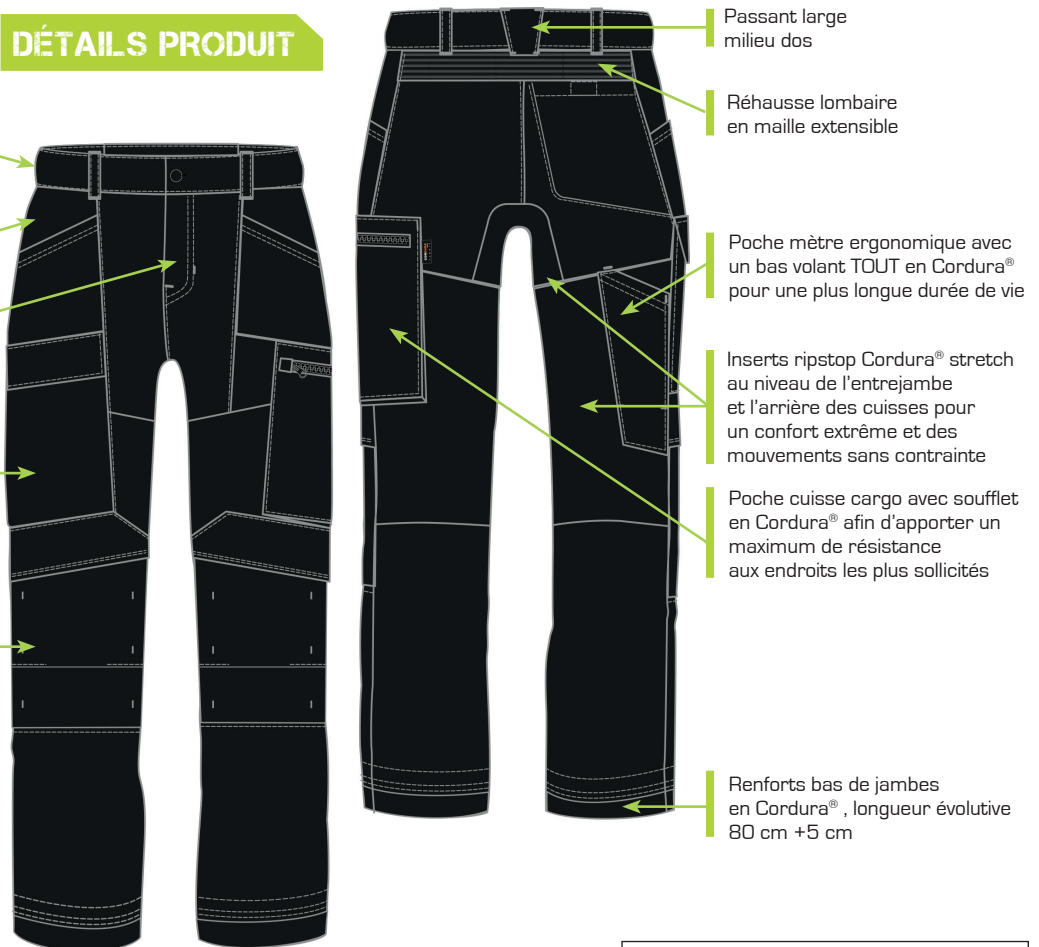 DÉTAILS PRODUIT
Passant large
milieu dos
Réhausse lombaire
en maille extensible
Poche mètre ergonomique avec
un bas volant TOUT en Cordura®
pour une plus longue durée de vie
Inserts ripstop Cordura® stretch
au niveau de l'entrejambe
et l'arrière des cuisses pour
un confort extrême et des
mouvements sans contrainte
Poche cuisse cargo avec soufflet
en Cordura® afin d'apporter un
maximum de résistance
aux endroits les plus sollicités
Renforts bas de jambes
en Cordura® , longueur évolutive
80 cm +5 cm